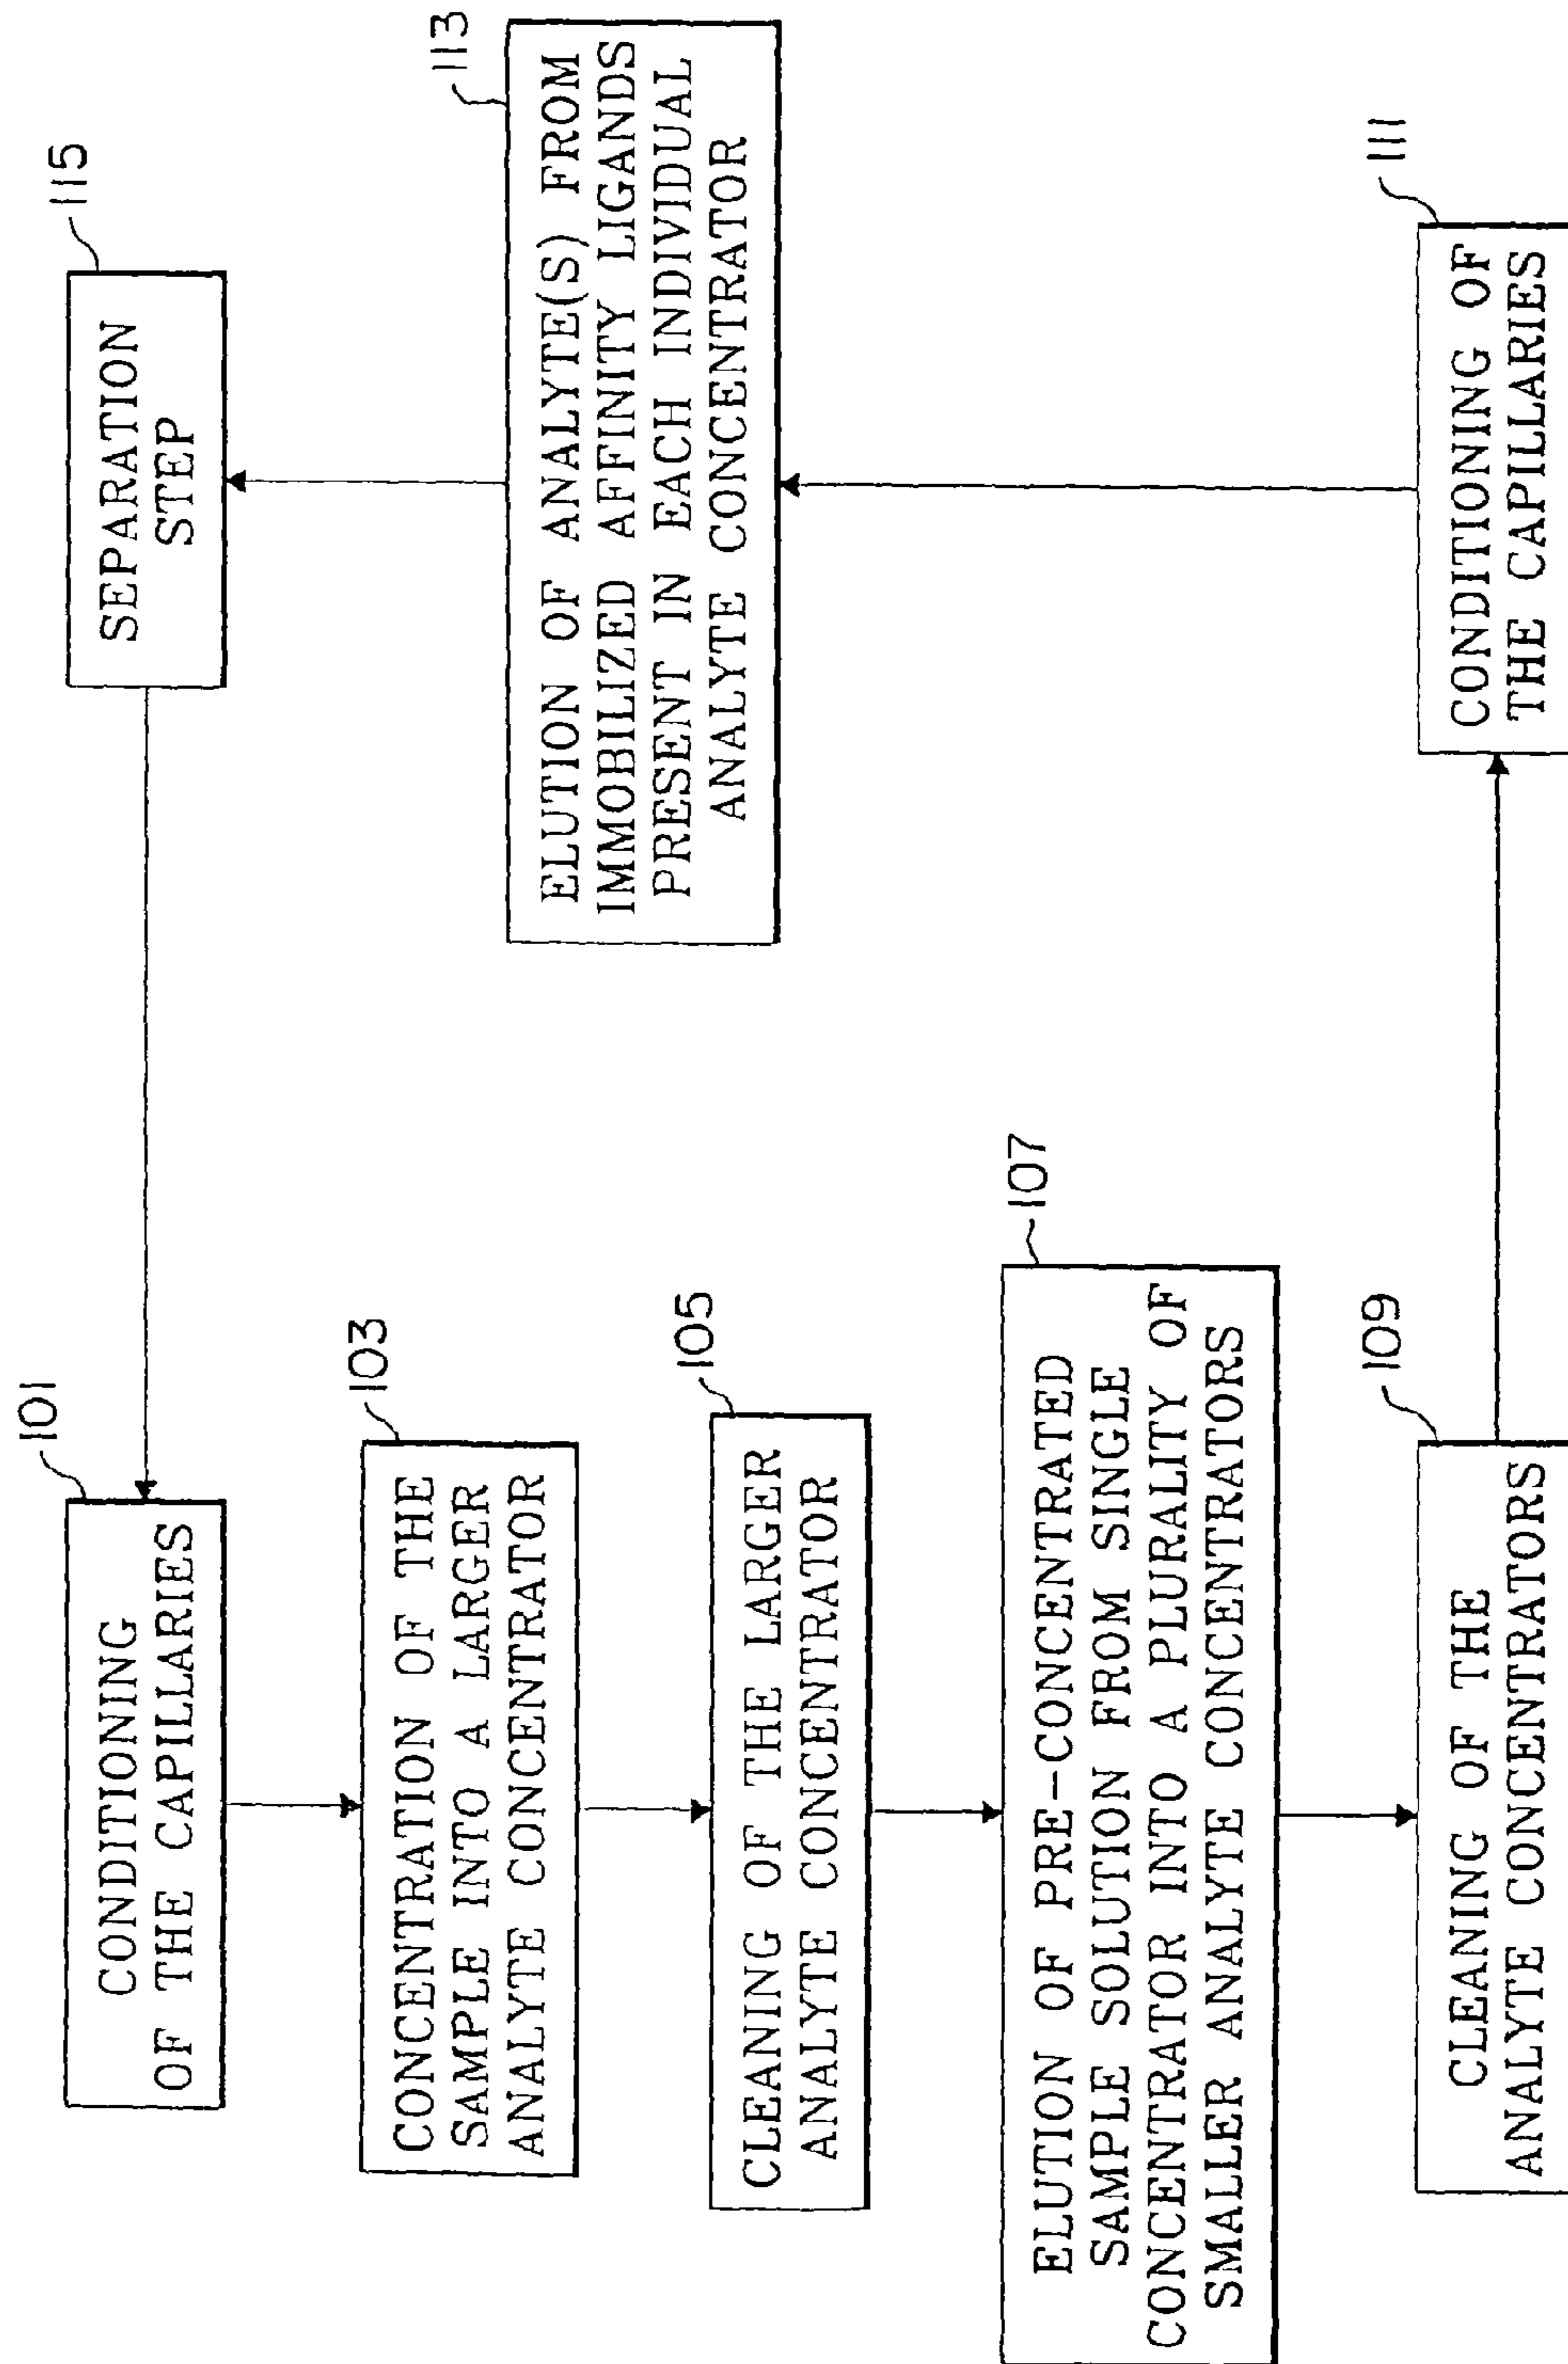 101
CONDITIONING
OF THE CAPILLARIES
103
CONCENTRATION OF THE
SAMPLE INTO A LARGER
ANALYTE CONCENTRATOR
105
CLEANING OF THE LARGER
ANALYTE CONCENTRATOR
107
ELUTION OF PRE-CONCENTRATED
SAMPLE SOLUTION FROM SINGLE
CONCENTRATOR INTO A PLURALITY OF
SMALLER ANALYTE CONCENTRATORS
109
CLEANING OF THE
ANALYTE CONCENTRATORS
111
CONDITIONING OF
THE CAPILLARIES
113
ELUTION OF ANALYTE(S) FROM
IMMOBILIZED AFFINITY LIGANDS
PRESENT IN EACH INDIVIDUAL
ANALYTE CONCENTRATOR
115
SEPARATION
STEP